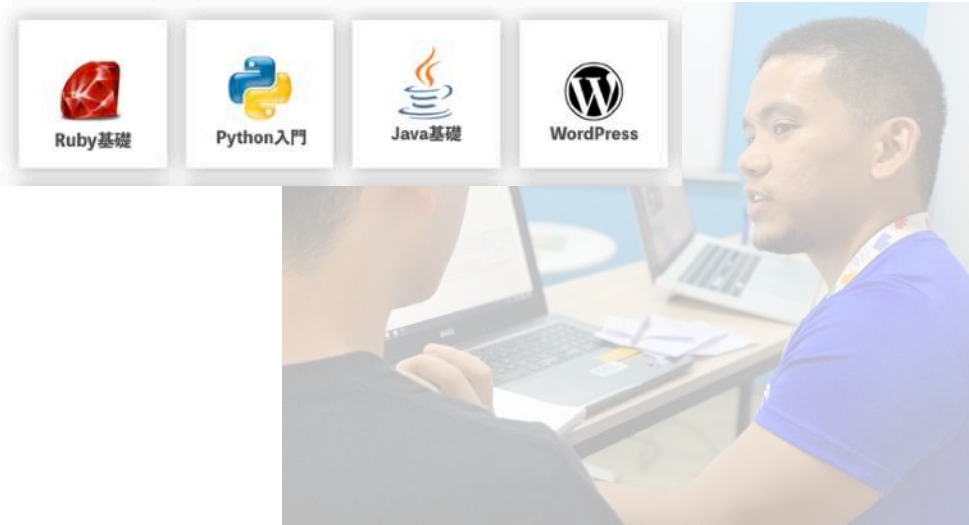 Ruby基礎
Python入門
Java基礎
WordPress
DELL